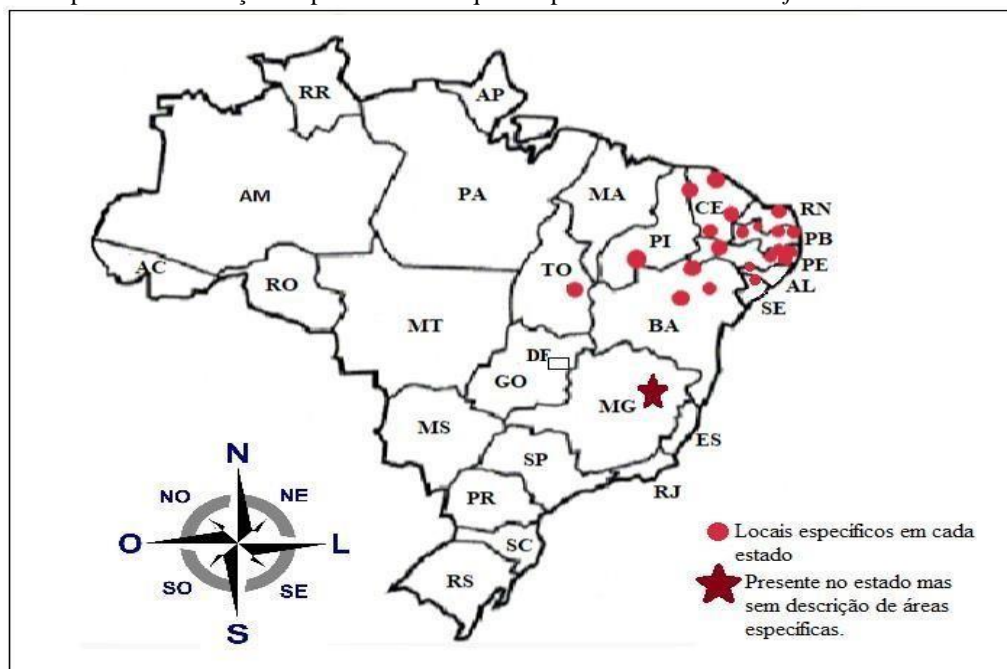 RR
AP
AM
PA
MA
CE
RN
PI
PB
PE
AC
TO
AL
RO
SE
BA
MT
DF
GO
MG
MS
ES
SP
RJ
PR
SC
RS
N
NO
NE
O
L
SO
SE
S
Locais específicos em cada
estado
Presente no estado mas
sem descrição de áreas
específicas.